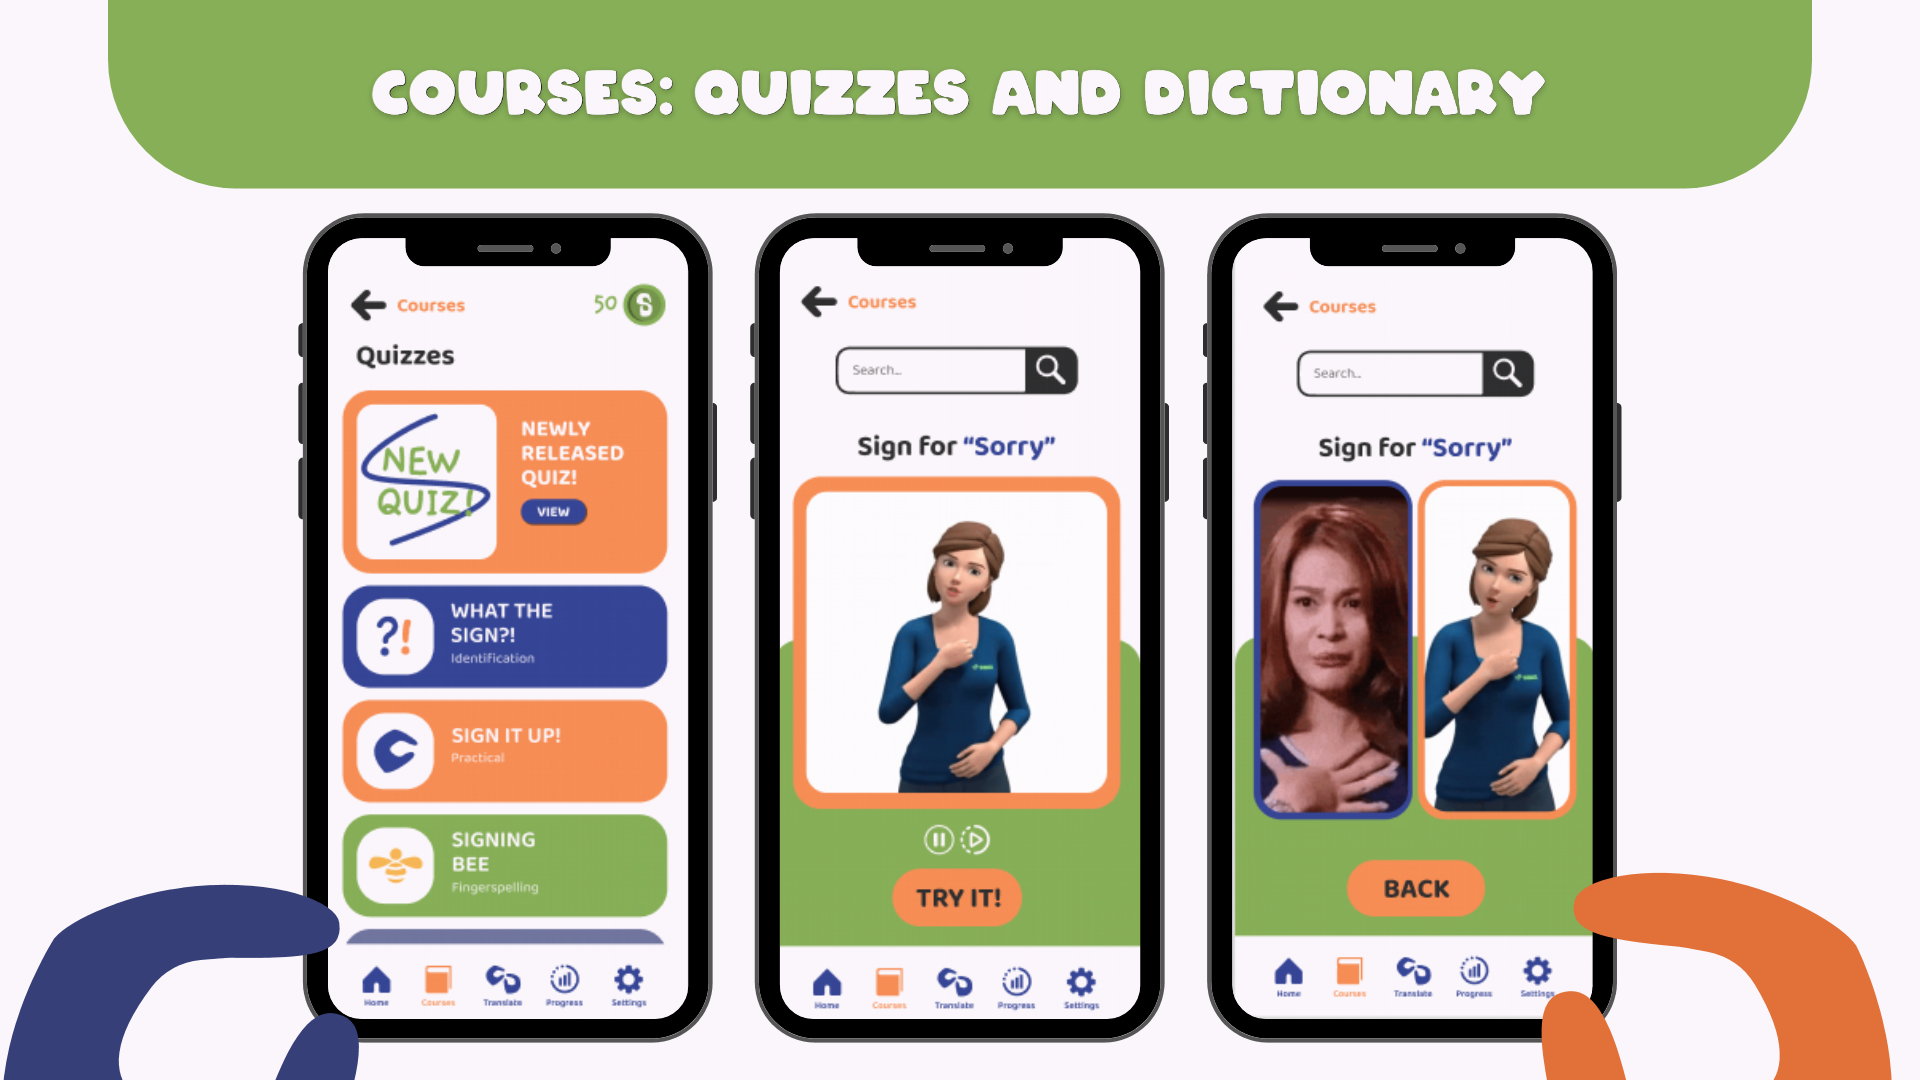 COURSES: QUIZZES AND DICTIONARY
Courses
50 S
Quizzes
NEW
QUIZ!
NEWLY
RELEASED
QUIZ!
VIEW
WHAT THE
SIGN?!
Identification
?!
SIGN IT UP!
Practical
SIGNING
BEE
Fingerspelling
Home Courses Translate Progress Settings
Courses
Search...
Sign for “Sorry”
TRY IT!
Home Courses Translate Progress Settings
Courses
Search...
Sign for “Sorry”
BACK
Home Courses Translate Progress Settings